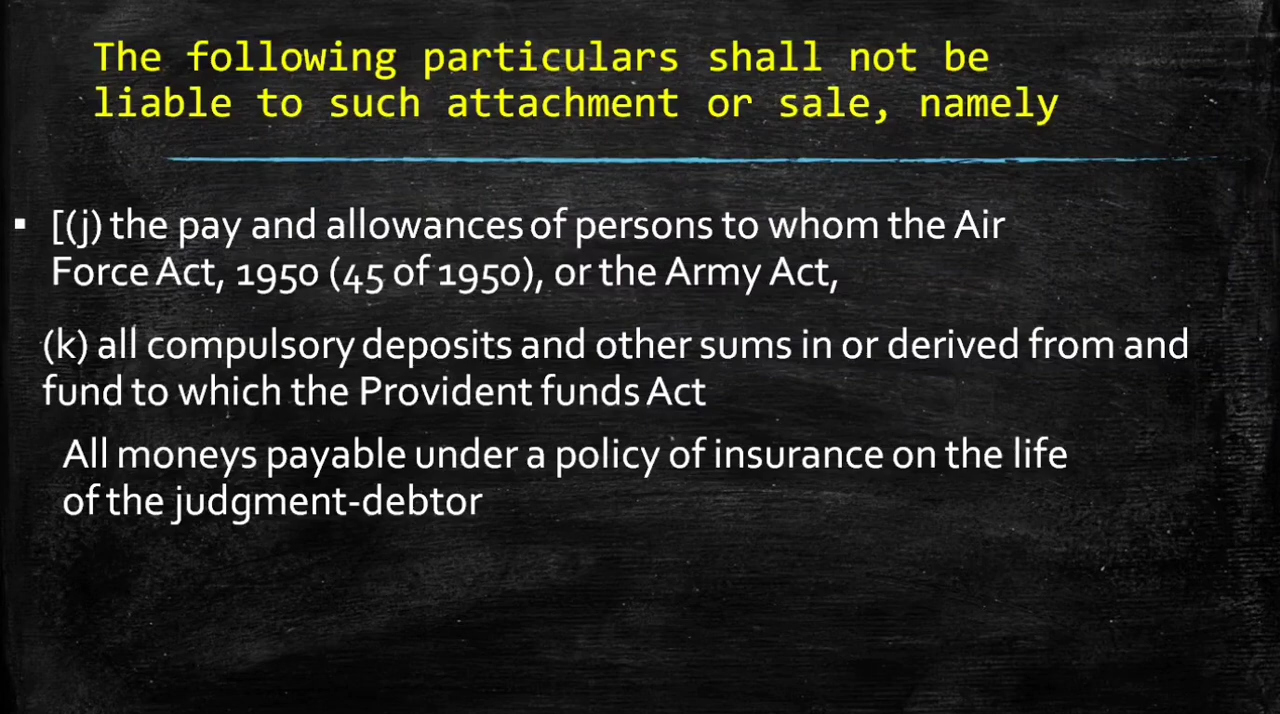 The following particulars shall not be
liable to such attachment or sale, namely
▪ [(j) the pay and allowances of persons to whom the Air
Force Act, 1950 (45 of 1950), or the Army Act,
(k) all compulsory deposits and other sums in or derived from and
fund to which the Provident funds Act
All moneys payable under a policy of insurance on the life
of the judgment-debtor